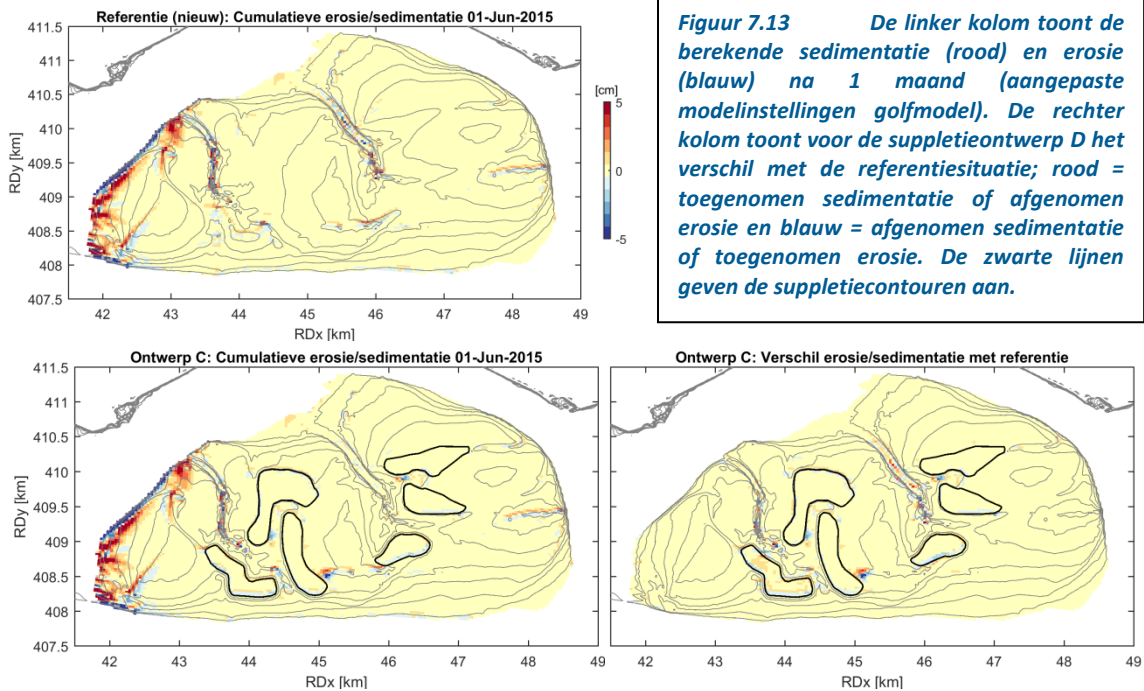 Referentie (nieuw): Cumulatieve erosie/sedimentatie 01-Jun-2015
411.5
411
410.5
410
409.5
409
408.5
408
407.5
RDy [km]
42
43
44
45
46
47
48
49
RDx [km]
[cm]
5
0
-5
Figuur 7.13 De linker kolom toont de
berekende sedimentatie (rood) en erosie
(blauw) na 1 maand (aangepaste
modelinstellingen golfmodel). De rechter
kolom toont voor de suppletieontwerp D het
verschil met de referentiesituatie; rood =
toegenomen sedimentatie of afgenomen
erosie en blauw = afgenomen sedimentatie
of toegenomen erosie. De zwarte lijnen
geven de suppletiecontouren aan.
Ontwerp C: Cumulatieve erosie/sedimentatie 01-Jun-2015
411.5
411
410.5
410
409.5
409
408.5
408
407.5
RDy [km]
42
43
44
45
46
47
48
49
RDx [km]
Ontwerp C: Verschil erosie/sedimentatie met referentie
42
43
44
45
46
47
48
49
RDx [km]